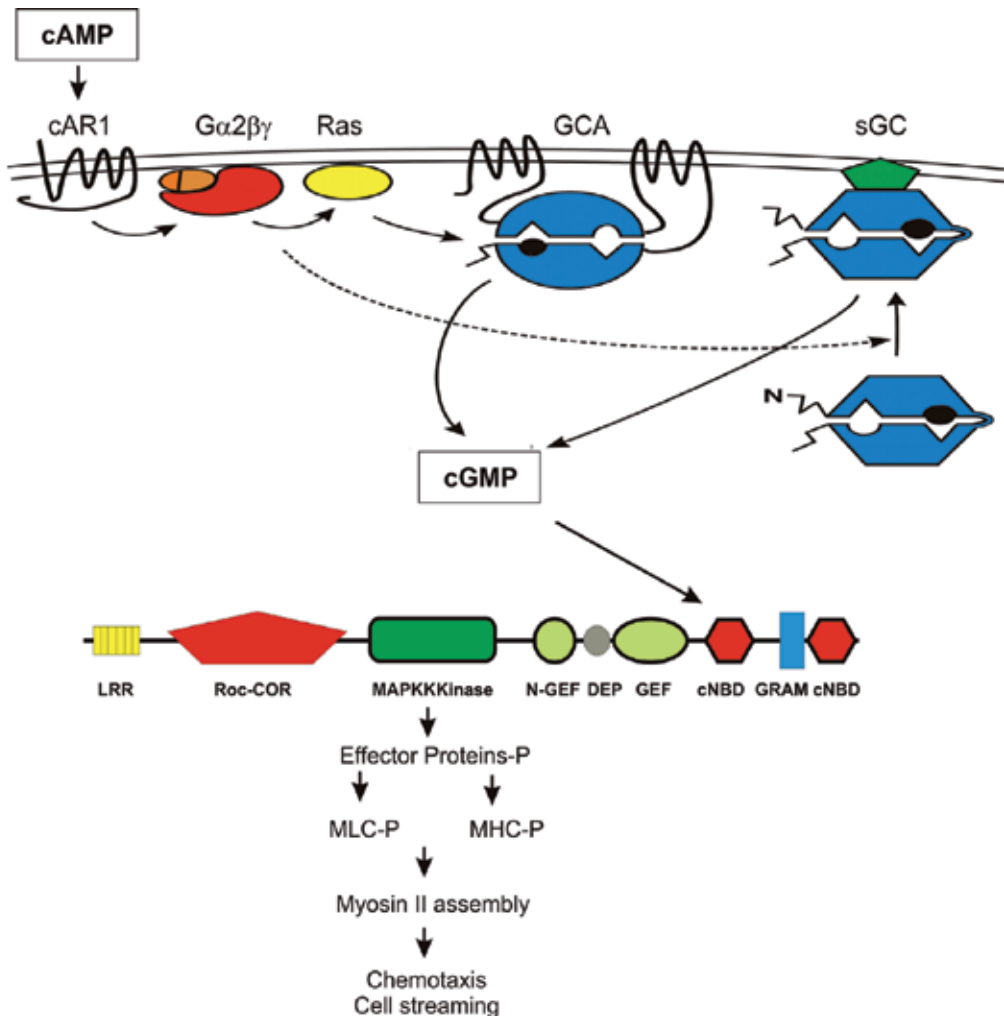 cAMP
cAR1 Gα2βγ Ras GCA sGC
N
cGMP
LRR Roc-COR MAPKKKinase N-GEF DEP GEF cNBD GRAM cNBD
Effector Proteins-P
MLC-P MHC-P
Myosin II assembly
Chemotaxis
Cell streaming